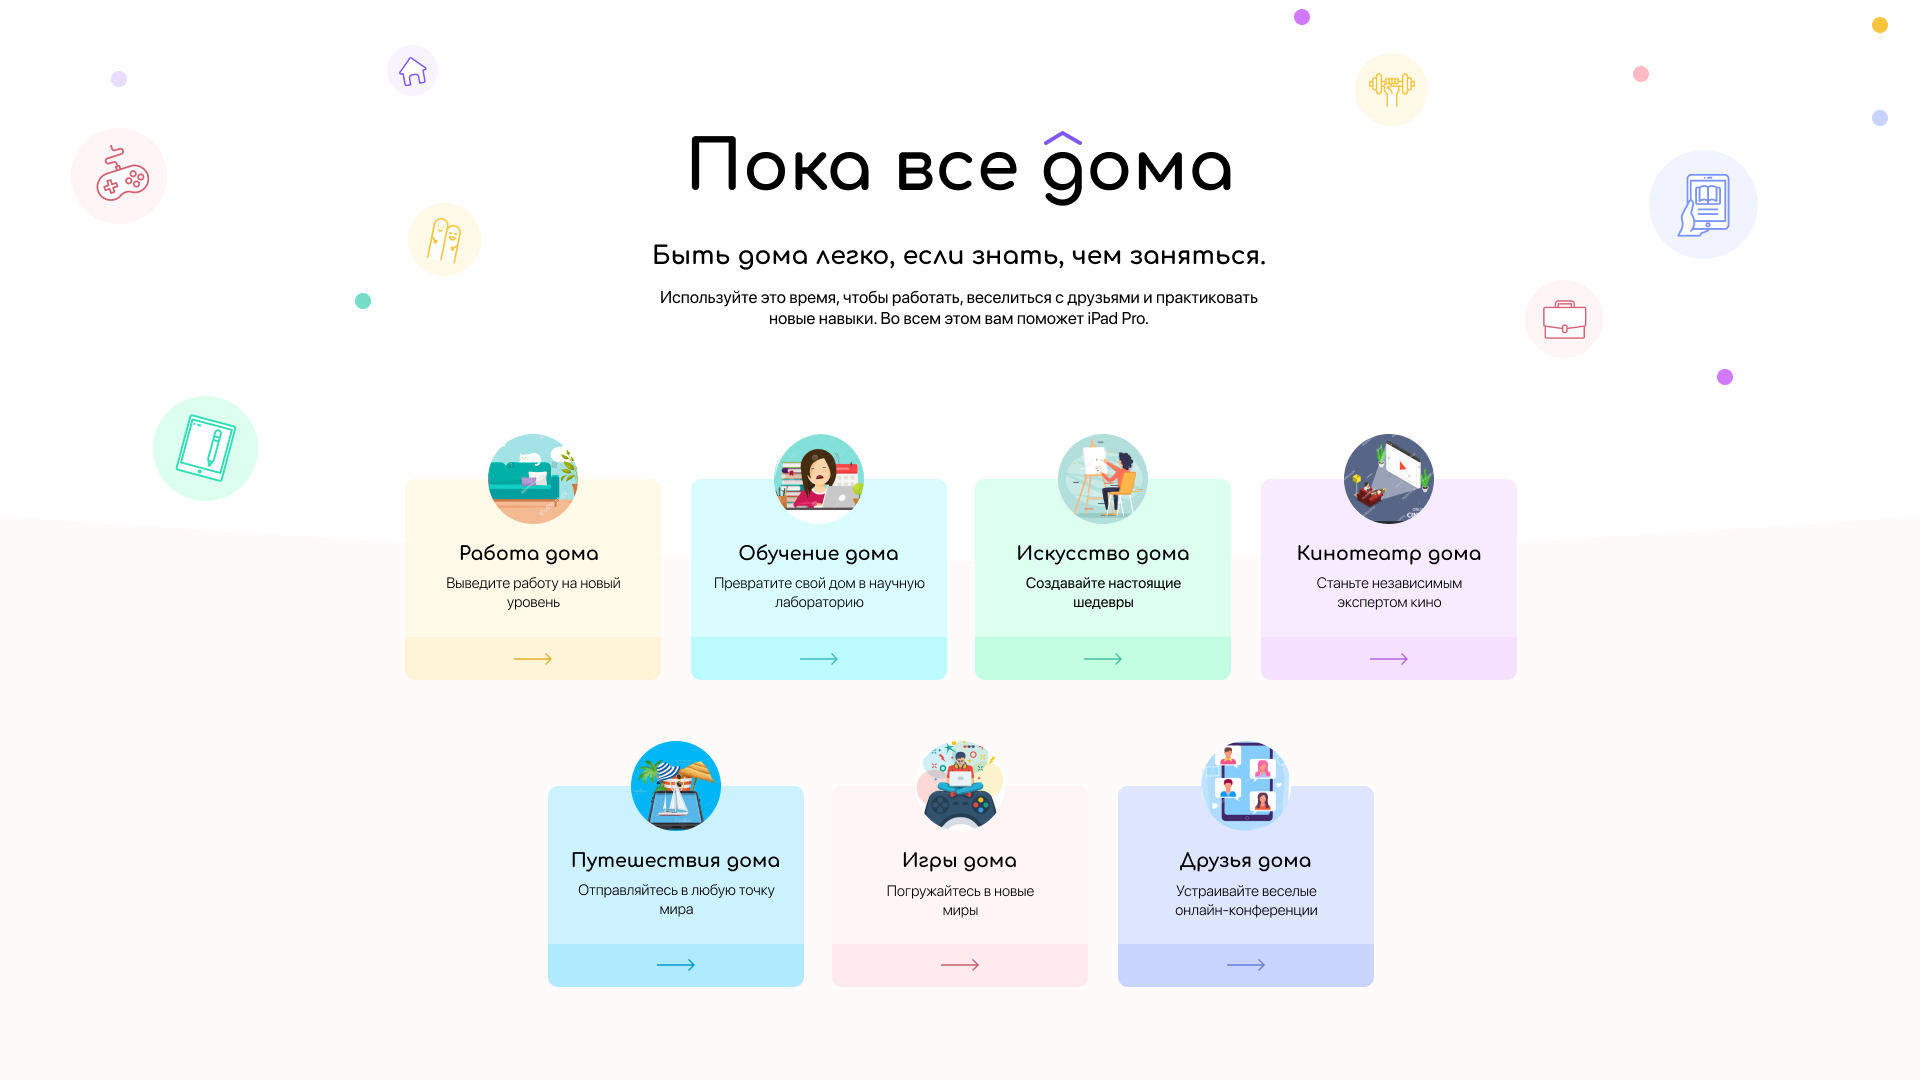 Пока все дома
Быть дома легко, если знать, чем заняться.
Используйте это время, чтобы работать, веселиться с друзьями и практиковать
новые навыки. Во всем этом вам поможет iPad Pro.
Работа дома
Выведите работу на новый
уровень
Обучение дома
Превратите свой дом в научную
лабораторию
Искусство дома
Создавайте настоящие
шедевры
Кинотеатр дома
Станьте независимым
экспертом кино
Путешествия дома
Отправляйтесь в любую точку
мира
Игры дома
Погружайтесь в новые
миры
Друзья дома
Устраивайте веселые
онлайн-конференции